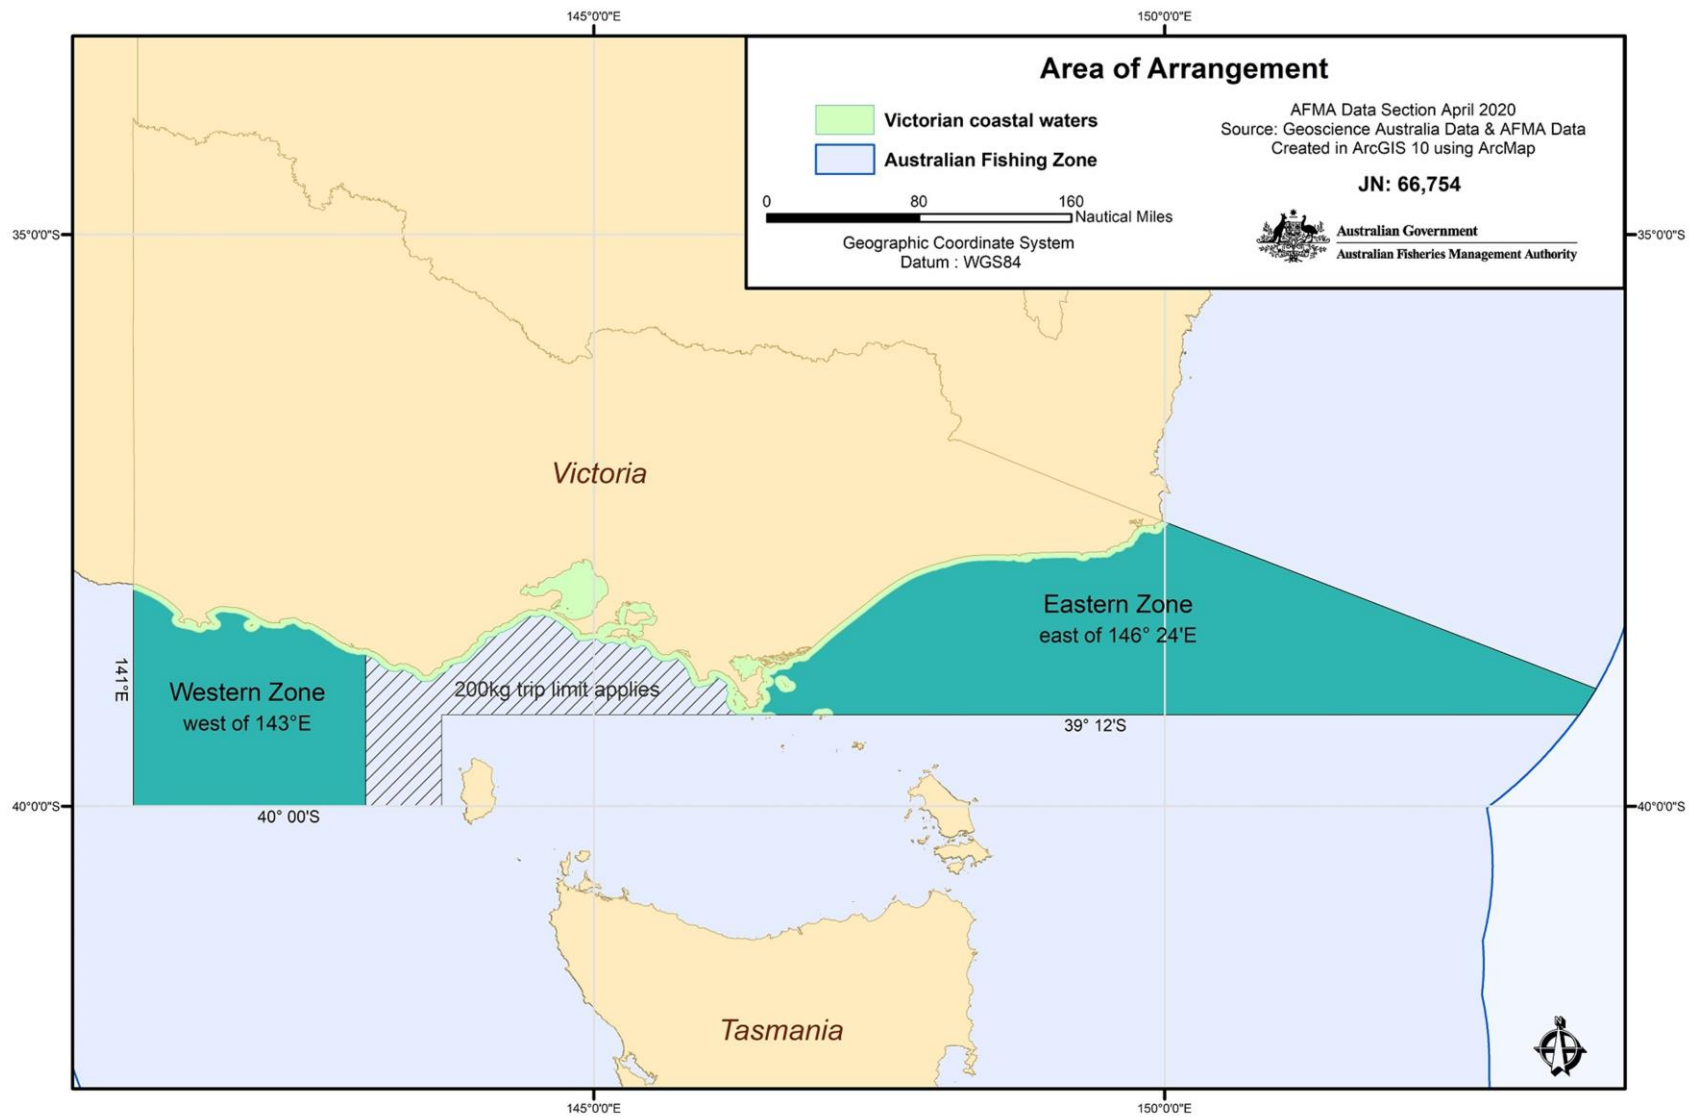 145°0'0"E
150°0'0"E
Area of Arrangement
Victorian coastal waters
Australian Fishing Zone
AFMA Data Section April 2020
Source: Geoscience Australia Data & AFMA Data
Created in ArcGIS 10 using ArcMap
JN: 66,754
0
80
160
Nautical Miles
Geographic Coordinate System
Datum : WGS84
Australian Government
Australian Fisheries Management Authority
35°0'0"S
35°0'0"S
Victoria
Eastern Zone
east of 146° 24'E
141°E
Western Zone
west of 143°E
200kg trip limit applies
39° 12'S
40°0'0"S
40°0'0"S
40° 00'S
Tasmania
N
145°0'0"E
150°0'0"E